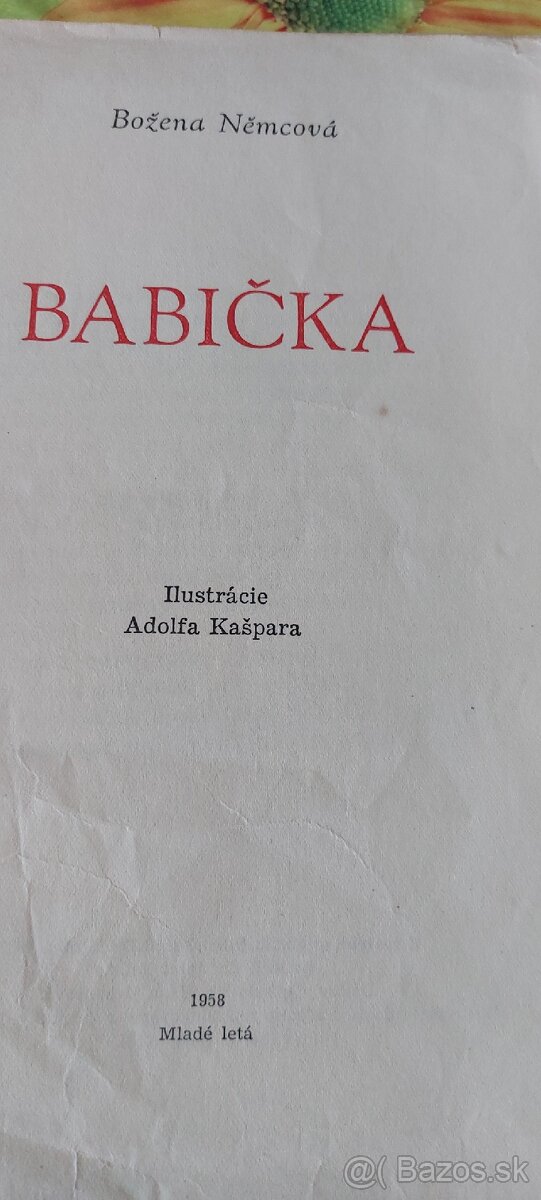 Božena Němcová
BABIČKA
Ilustrácie
Adolfa Kašpara
1958
Mladé letá
@( Bazos.sk